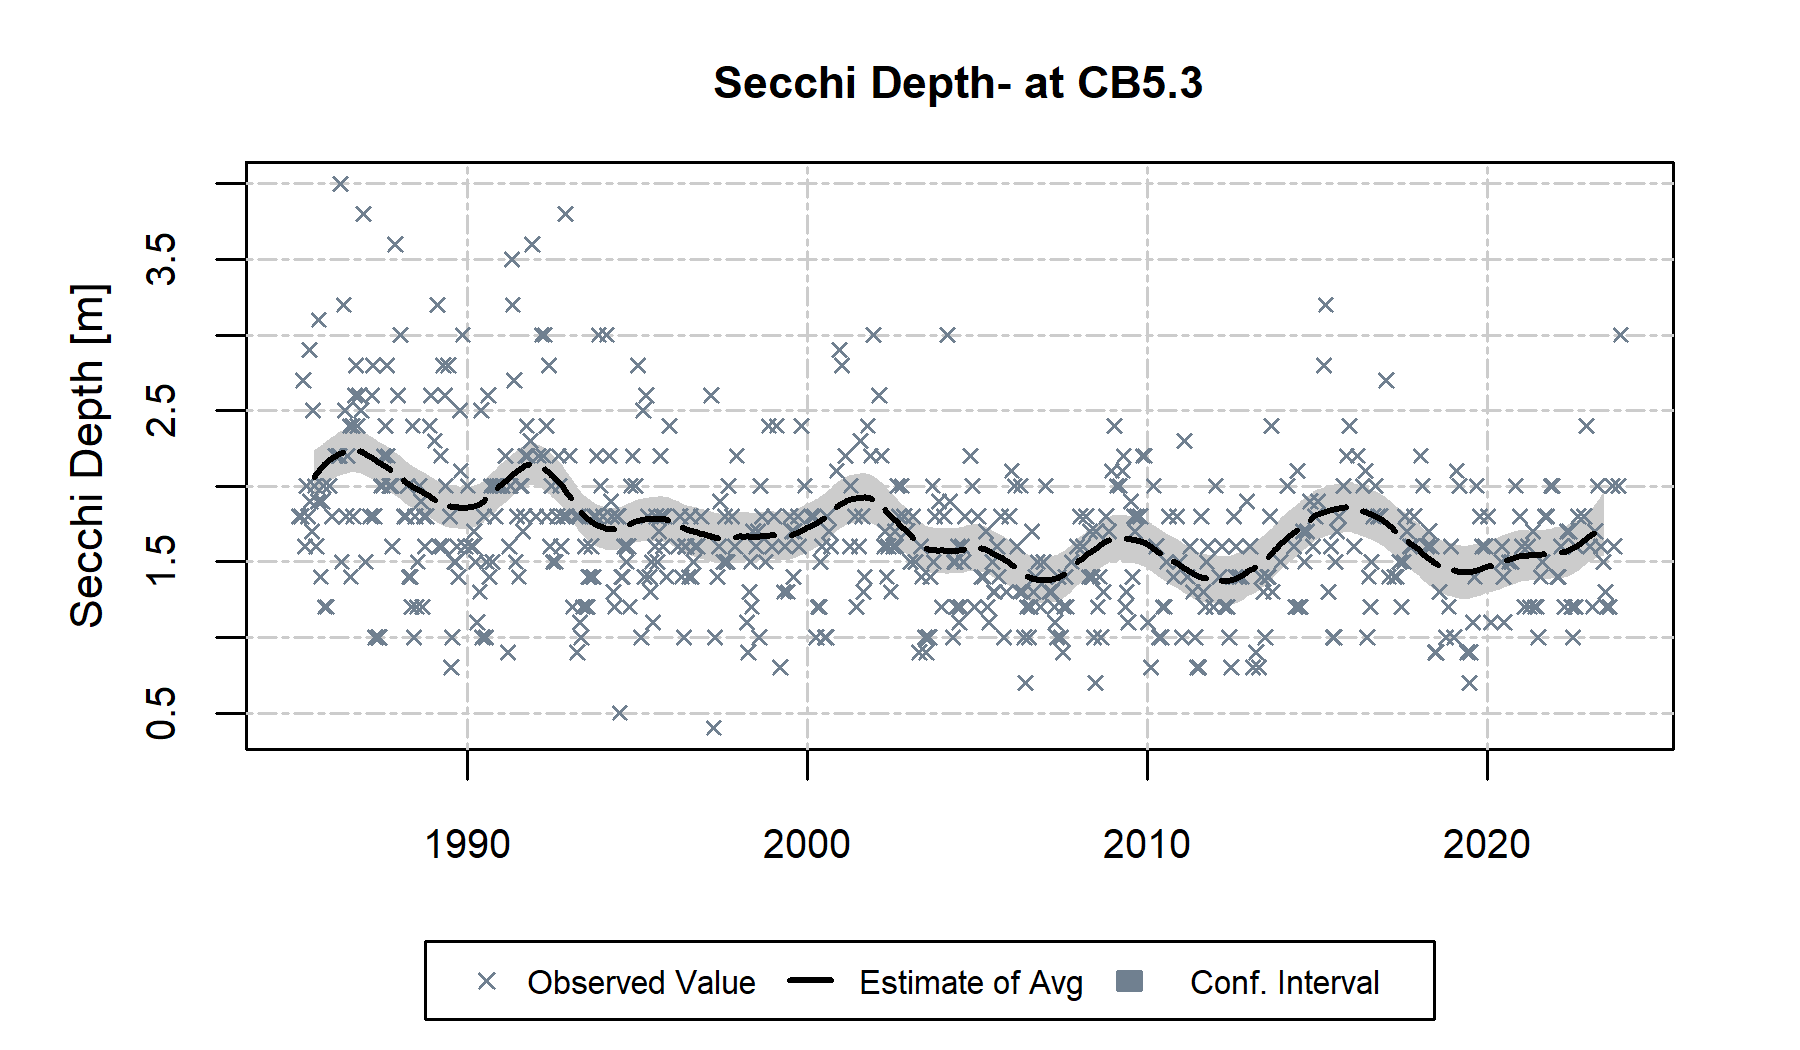 Secchi Depth- at CB5.3
Secchi Depth [m]
3.5
2.5
1.5
0.5
1990 2000 2010 2020
Observed Value Estimate of Avg Conf. Interval